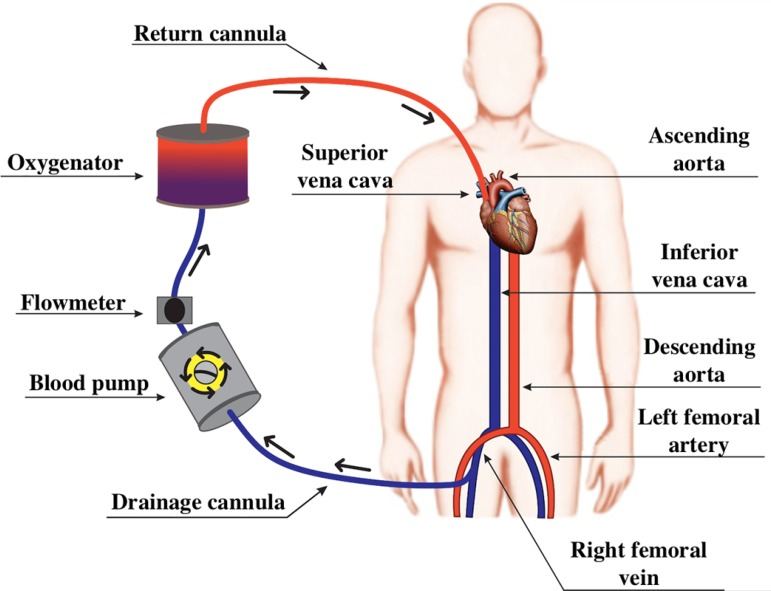 Return cannula
Oxygenator
Superior
vena cava
Ascending
aorta
Inferior
vena cava
Flowmeter
Blood pump
Descending
aorta
Left femoral
artery
Drainage cannula
Right femoral
vein